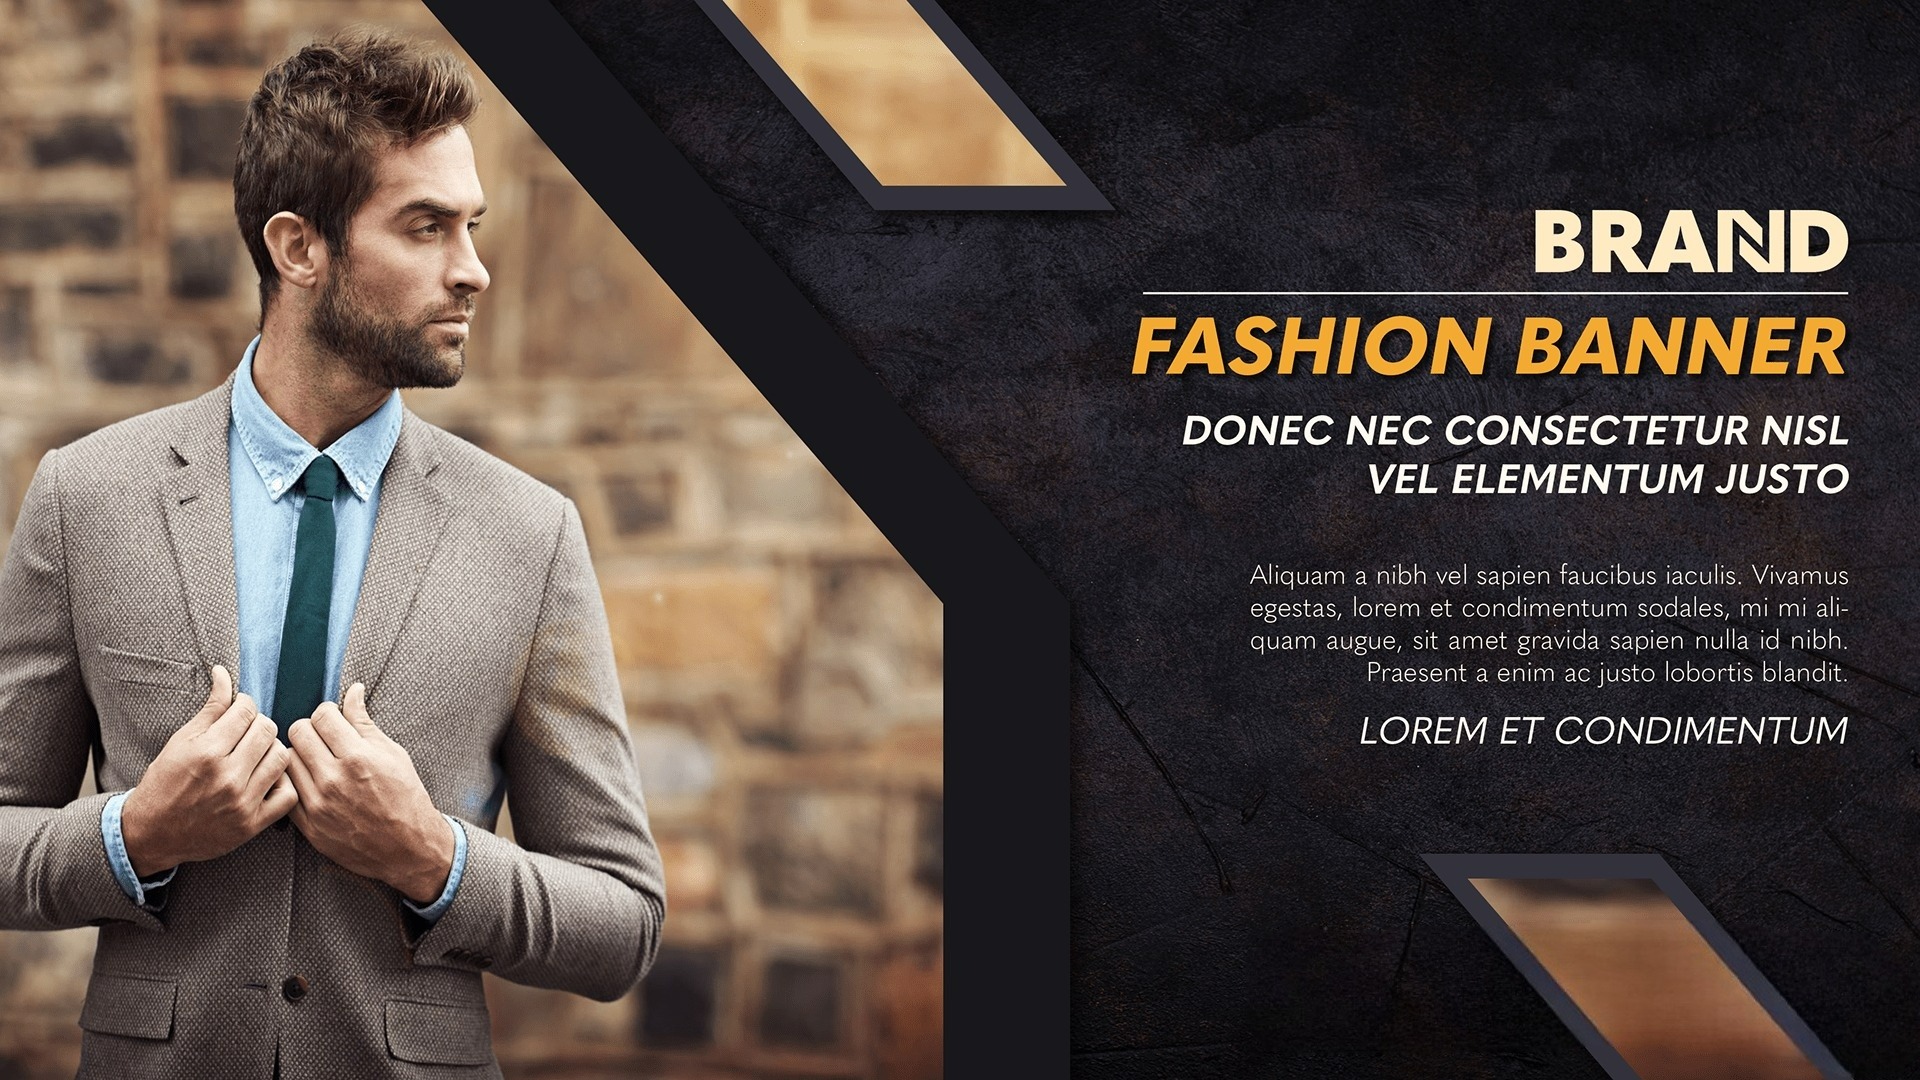 BRAND
FASHION BANNER
DONEC NEC CONSECTETUR NISL
VEL ELEMENTUM JUSTO
Aliquam a nibh vel sapien faucibus iaculis. Vivamus
egestas, lorem et condimentum sodales, mi mi ali-
quam augue, sit amet gravida sapien nulla id nibh.
Praesent a enim ac justo lobortis blandit.
LOREM ET CONDIMENTUM